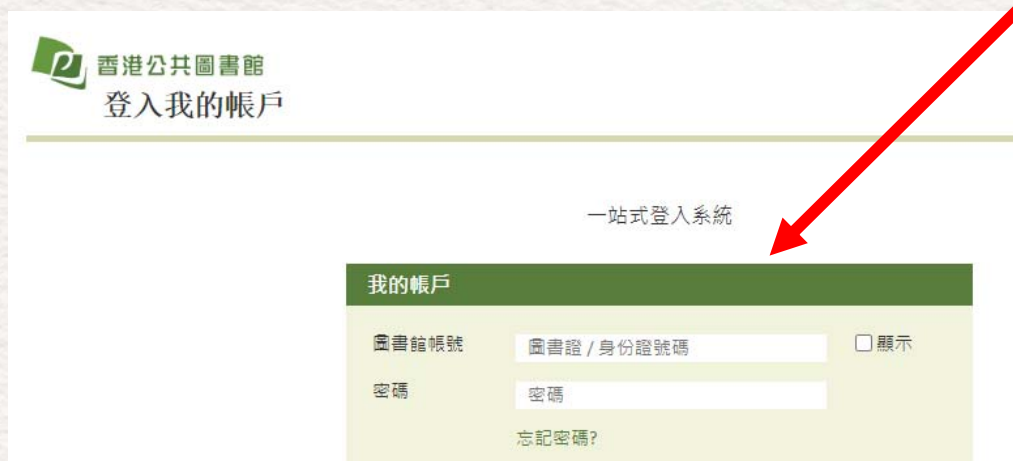 香港公共圖書館
登入我的帳戶
一站式登入系統
我的帳戶
圖書館帳號 圖書證 / 身份證號碼 顯示
密碼 密碼
忘記密碼?